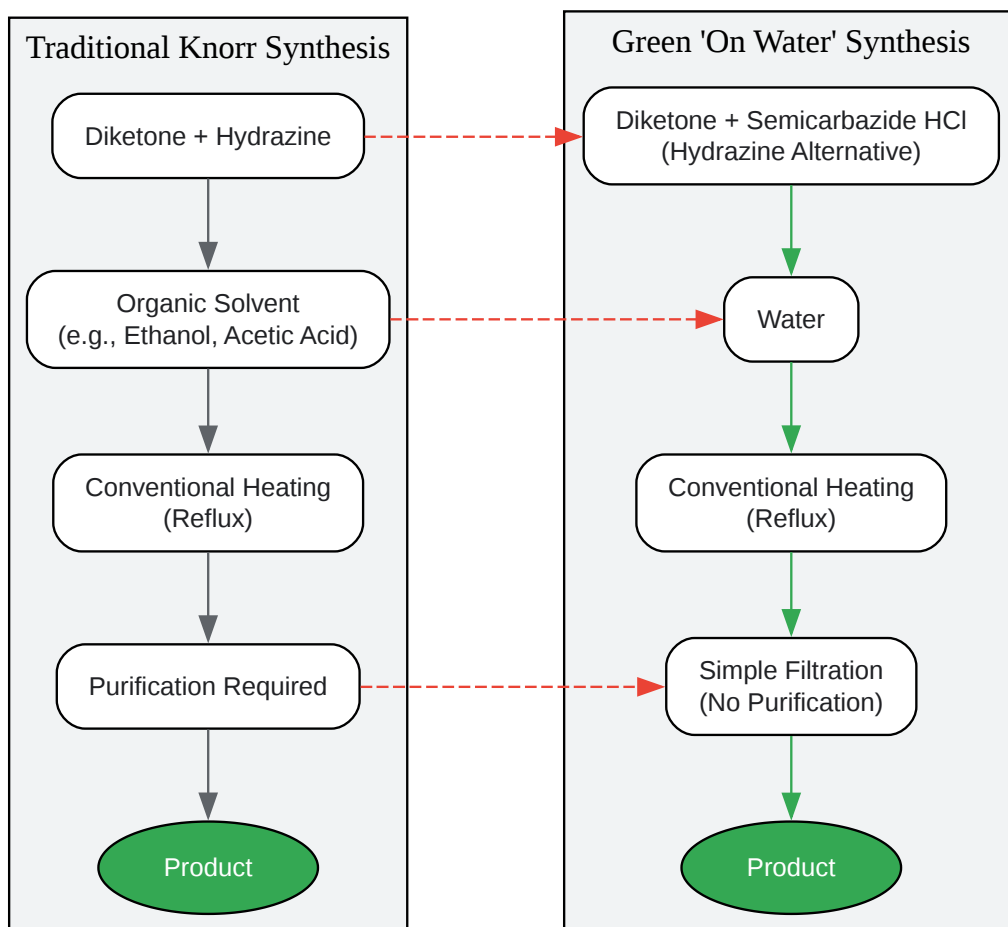 Traditional Knorr Synthesis
Diketone + Hydrazine
Organic Solvent
(e.g., Ethanol, Acetic Acid)
Conventional Heating
(Reflux)
Purification Required
Product
Green 'On Water' Synthesis
Diketone + Semicarbazide HCl
(Hydrazine Alternative)
Water
Conventional Heating
(Reflux)
Simple Filtration
(No Purification)
Product